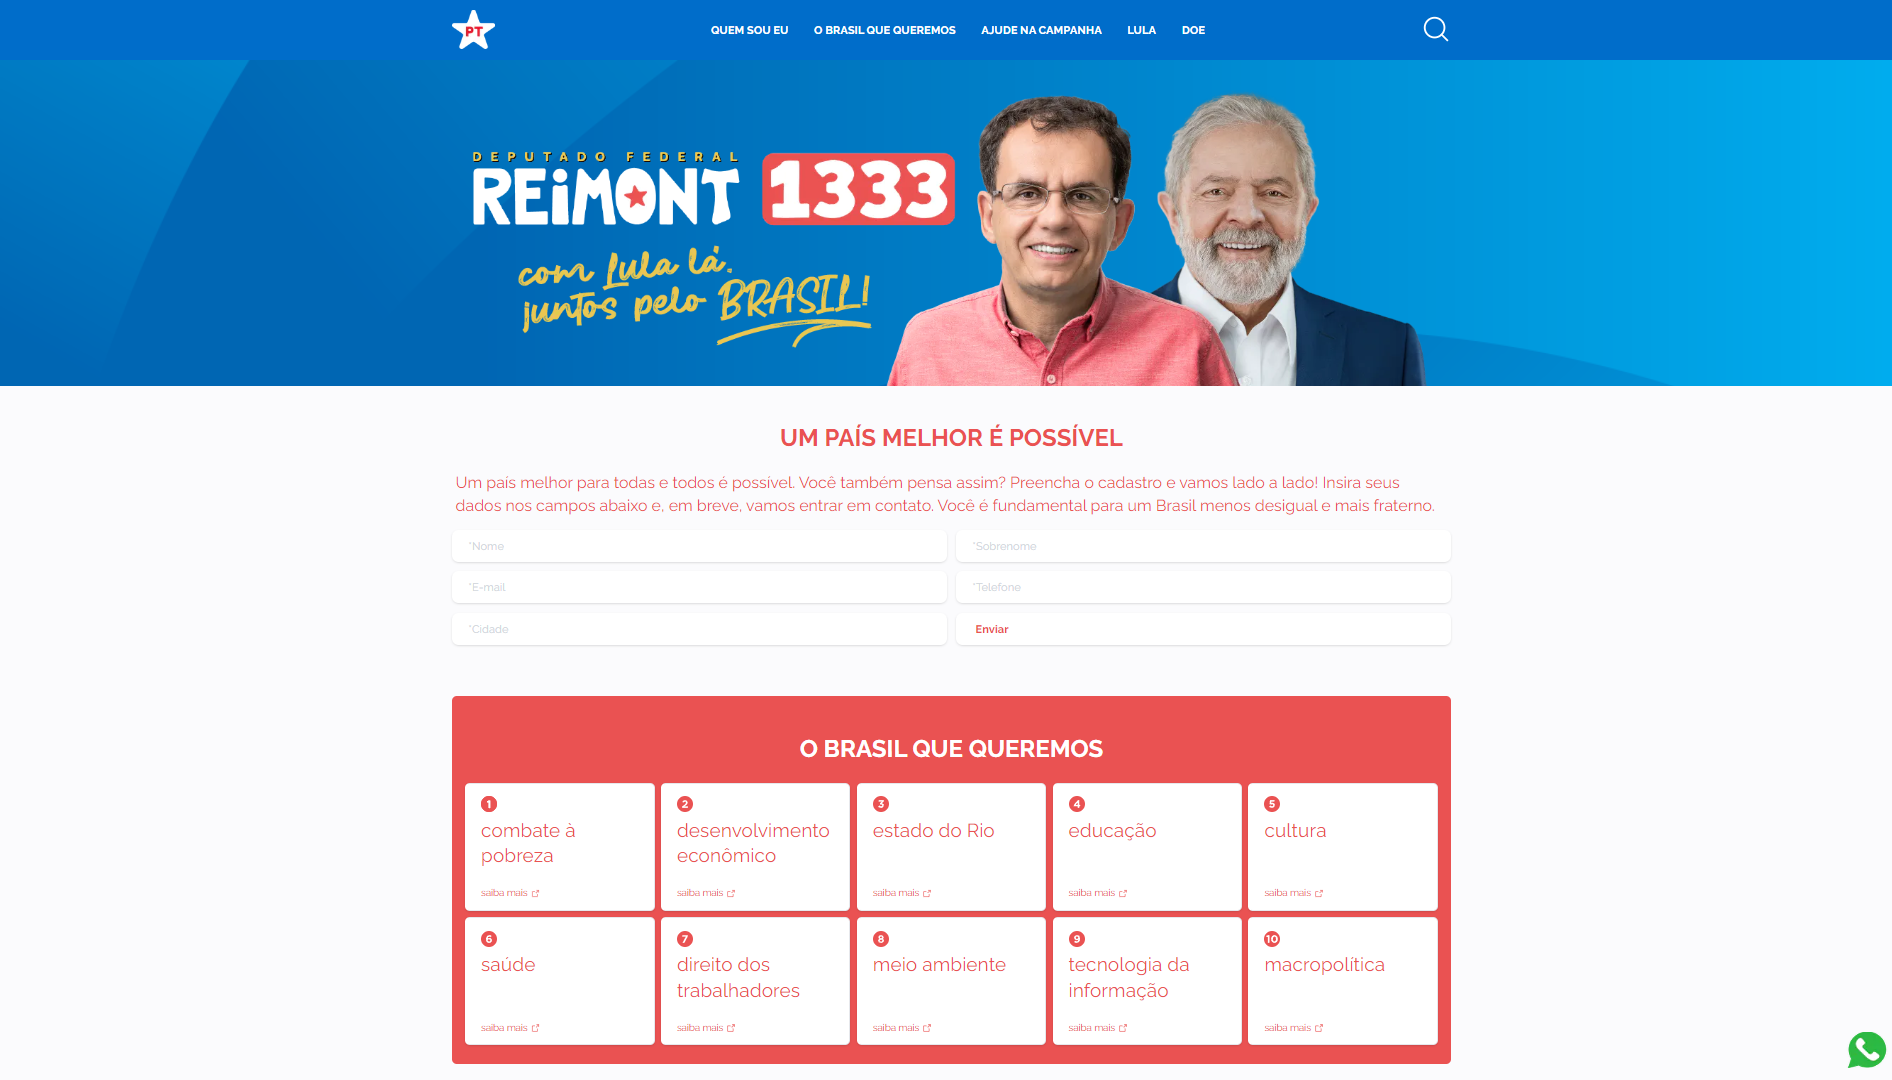 PT
QUEM SOU EU
O BRASIL QUE QUEREMOS
AJUDE NA CAMPANHA
LULA
DOE
DEPUTADO FEDERAL
REiMONT 1333
com Lula lá.
juntos pelo BRASIL!
UM PAÍS MELHOR É POSSÍVEL
Um país melhor para todas e todos é possível. Você também pensa assim? Preencha o cadastro e vamos lado a lado! Insira seus
dados nos campos abaixo e, em breve, vamos entrar em contato. Você é fundamental para um Brasil menos desigual e mais fraterno.
*Nome
*Sobrenome
*E-mail
*Telefone
*Cidade
Enviar
O BRASIL QUE QUEREMOS
1
combate à
pobreza
saiba mais
2
desenvolvimento
econômico
saiba mais
3
estado do Rio
saiba mais
4
educação
saiba mais
5
cultura
saiba mais
6
saúde
saiba mais
7
direito dos
trabalhadores
saiba mais
8
meio ambiente
saiba mais
9
tecnologia da
informação
saiba mais
10
macropolítica
saiba mais